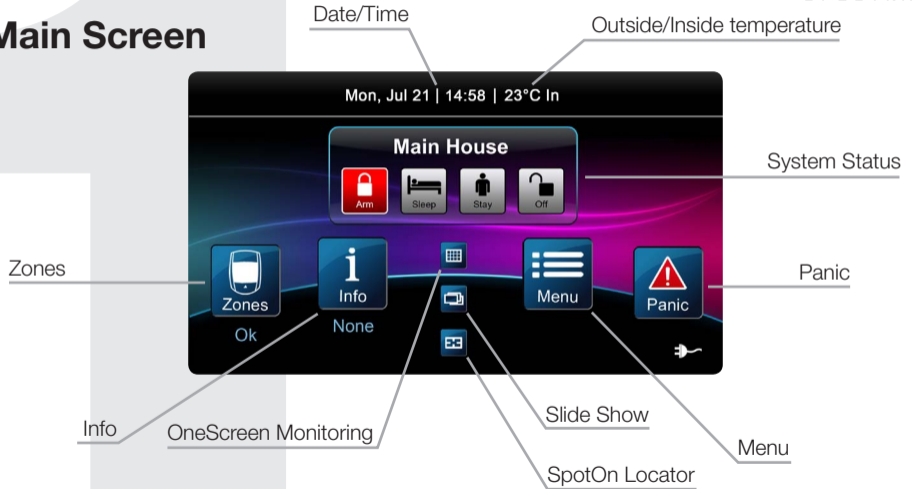 Main Screen
Date/Time
Outside/Inside temperature
Mon, Jul 21 | 14:58 | 23°C In
Main House
System Status
Arm
Sleep
Stay
Off
Zones
Panic
Zones
Info
Menu
Panic
Ok
None
Info
OneScreen Monitoring
Slide Show
Menu
SpotOn Locator